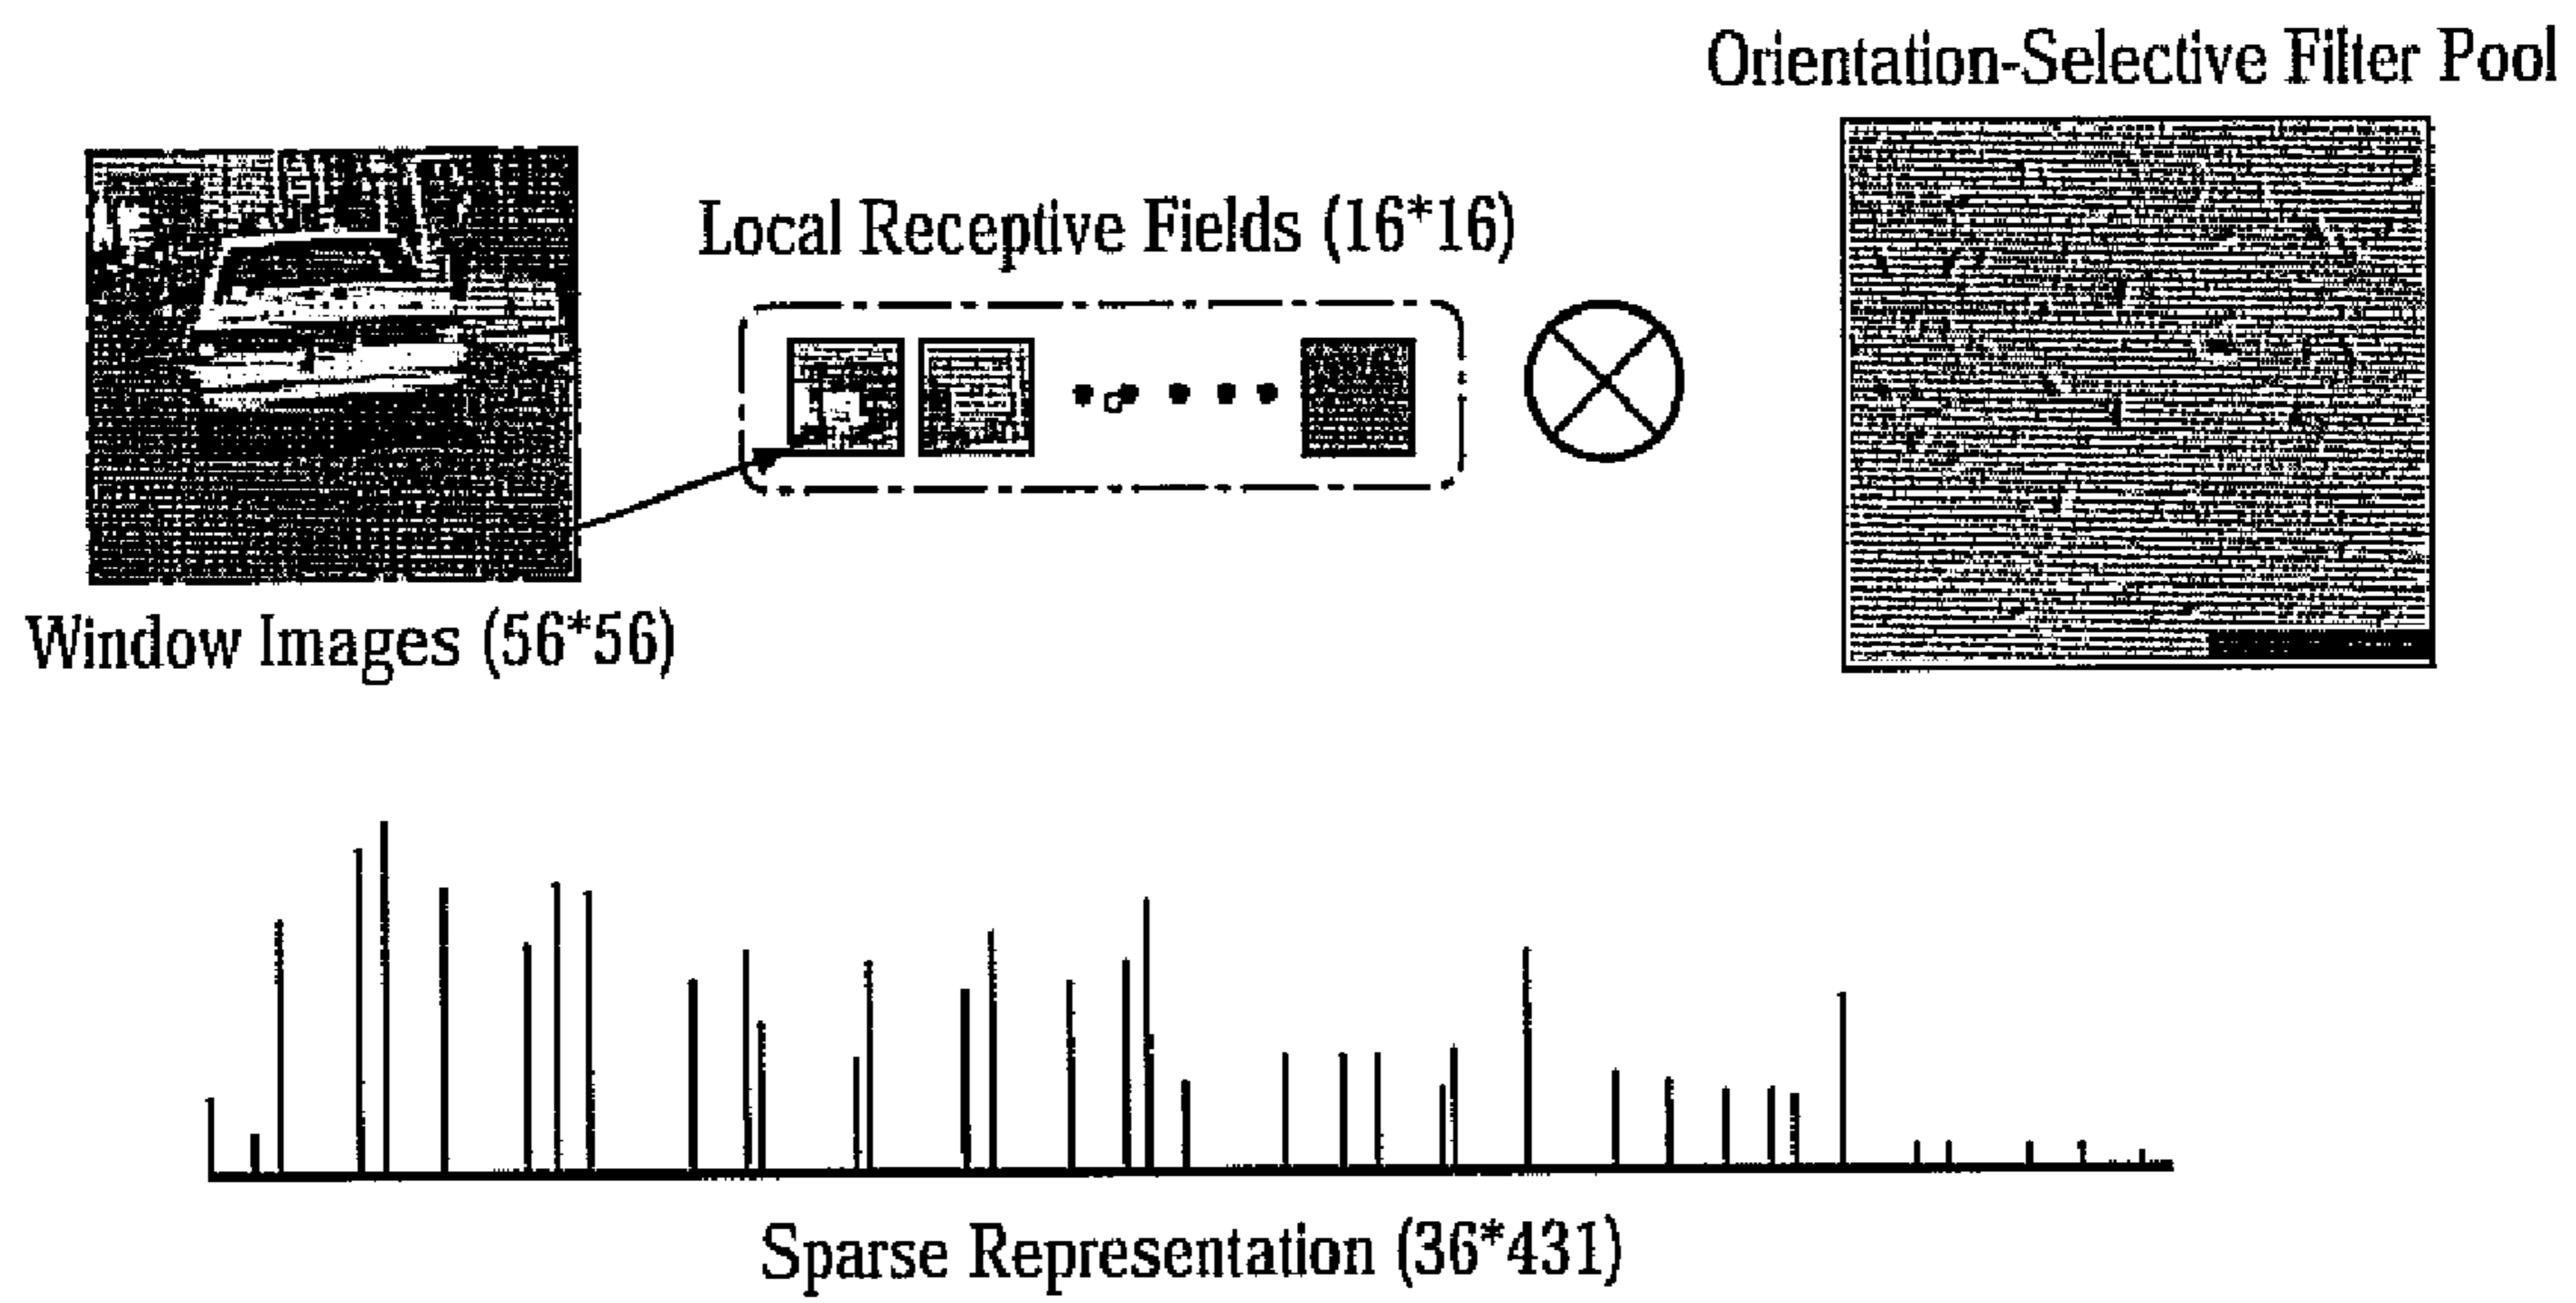 Orientation-Selective Filter Pool
Local Receptive Fields (16*16)
Window Images (56*56)
Sparse Representation (36*431)